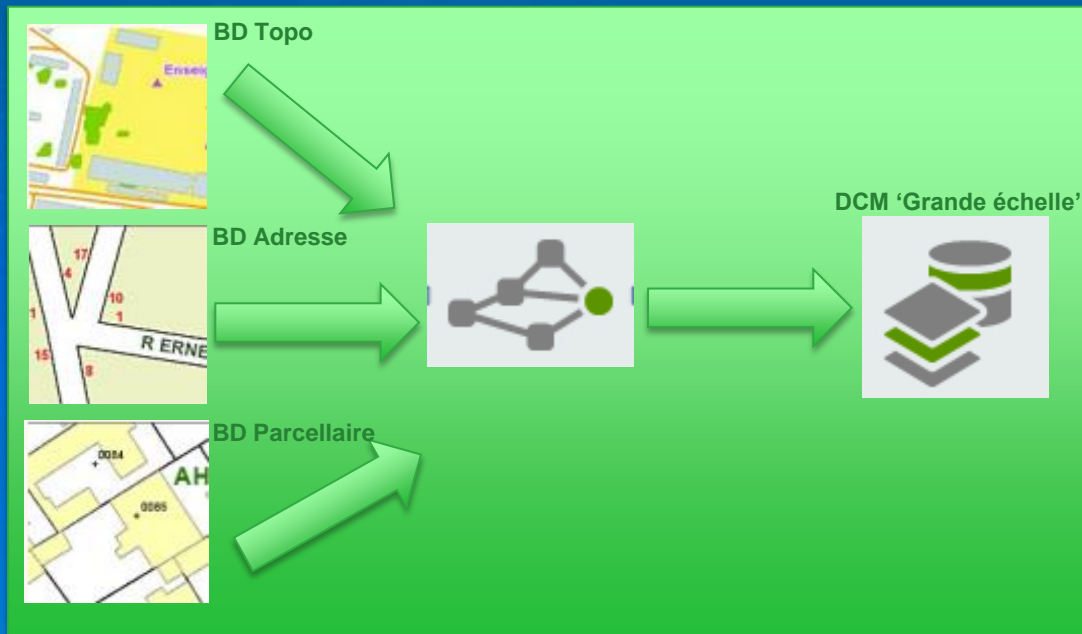 BD Topo
Enseig
DCM ‘Grande échelle’
BD Adresse
17
4
10
1
1
R ERNE
15
8
BD Parcellaire
0084
AH
0085